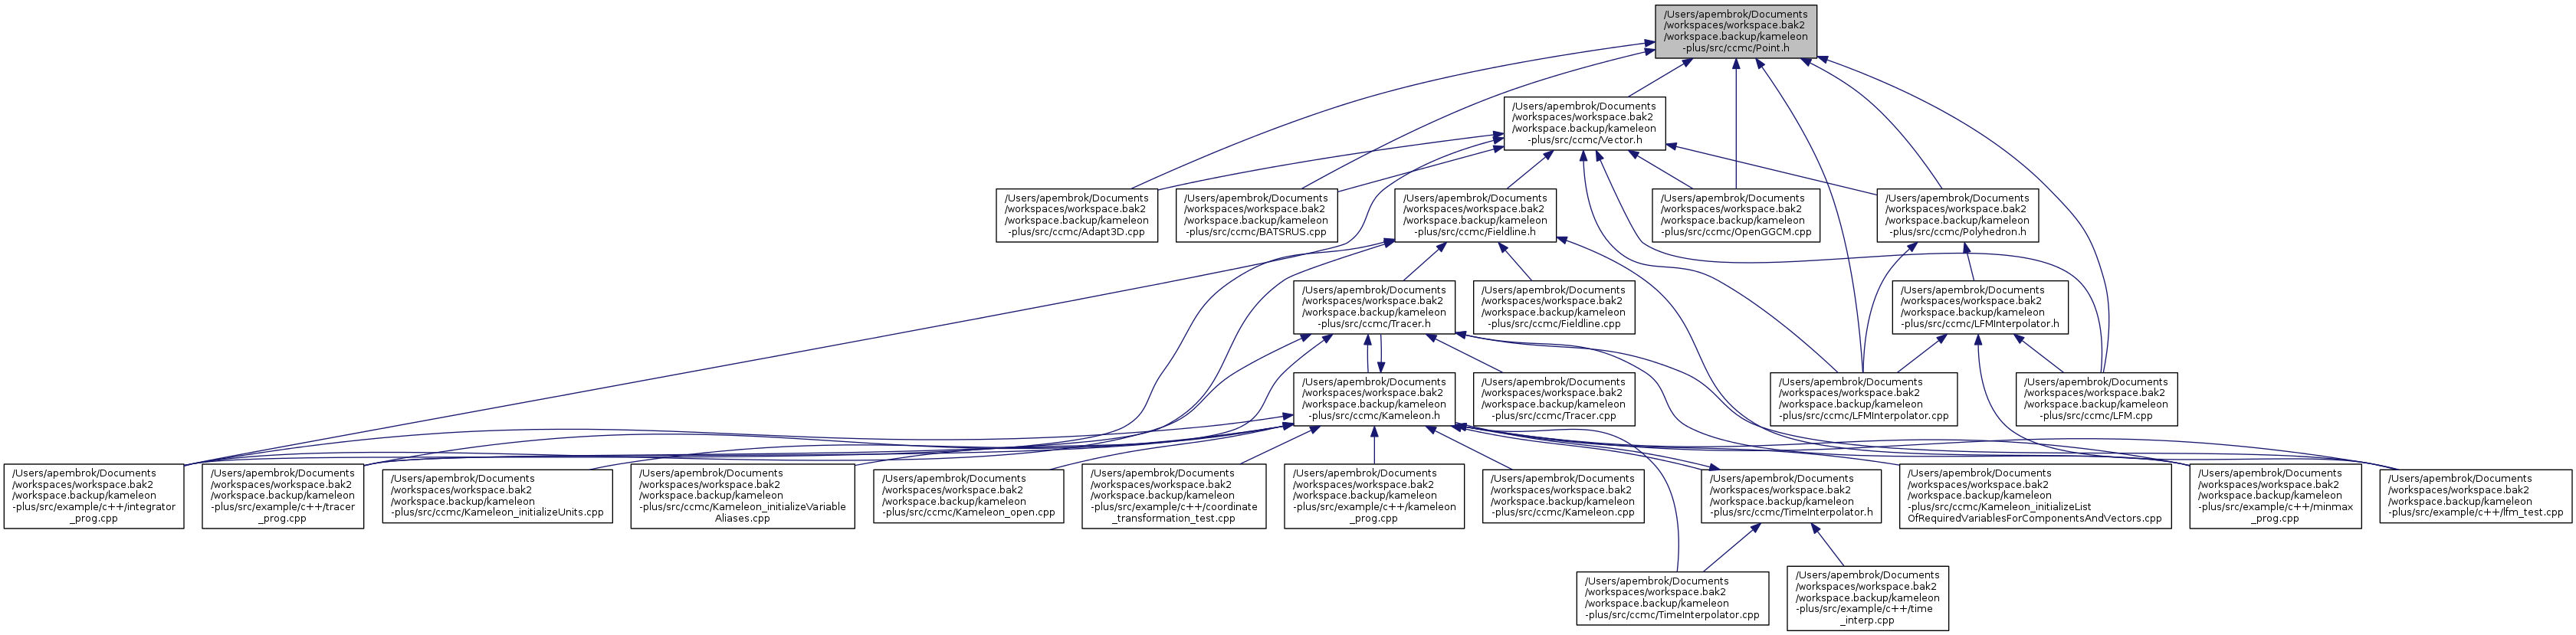 /Users/apembrok/Documents
/workspaces/workspace.bak2
/workspace.backup/kameleon
-plus/src/ccmc/Point.h
/Users/apembrok/Documents
/workspaces/workspace.bak2
/workspace.backup/kameleon
-plus/src/ccmc/Vector.h
/Users/apembrok/Documents
/workspaces/workspace.bak2
/workspace.backup/kameleon
-plus/src/ccmc/Adapt3D.cpp
/Users/apembrok/Documents
/workspaces/workspace.bak2
/workspace.backup/kameleon
-plus/src/ccmc/BATSRUS.cpp
/Users/apembrok/Documents
/workspaces/workspace.bak2
/workspace.backup/kameleon
-plus/src/ccmc/Fieldline.h
/Users/apembrok/Documents
/workspaces/workspace.bak2
/workspace.backup/kameleon
-plus/src/ccmc/OpenGGCM.cpp
/Users/apembrok/Documents
/workspaces/workspace.bak2
/workspace.backup/kameleon
-plus/src/ccmc/Polyhedron.h
/Users/apembrok/Documents
/workspaces/workspace.bak2
/workspace.backup/kameleon
-plus/src/ccmc/Tracer.h
/Users/apembrok/Documents
/workspaces/workspace.bak2
/workspace.backup/kameleon
-plus/src/ccmc/Fieldline.cpp
/Users/apembrok/Documents
/workspaces/workspace.bak2
/workspace.backup/kameleon
-plus/src/ccmc/LFMInterpolator.h
/Users/apembrok/Documents
/workspaces/workspace.bak2
/workspace.backup/kameleon
-plus/src/ccmc/Kameleon.h
/Users/apembrok/Documents
/workspaces/workspace.bak2
/workspace.backup/kameleon
-plus/src/ccmc/Tracer.cpp
/Users/apembrok/Documents
/workspaces/workspace.bak2
/workspace.backup/kameleon
-plus/src/ccmc/LFMInterpolator.cpp
/Users/apembrok/Documents
/workspaces/workspace.bak2
/workspace.backup/kameleon
-plus/src/ccmc/LFM.cpp
/Users/apembrok/Documents
/workspaces/workspace.bak2
/workspace.backup/kameleon
-plus/src/example/c++/integrator
_prog.cpp
/Users/apembrok/Documents
/workspaces/workspace.bak2
/workspace.backup/kameleon
-plus/src/example/c++/tracer
_prog.cpp
/Users/apembrok/Documents
/workspaces/workspace.bak2
/workspace.backup/kameleon
-plus/src/ccmc/Kameleon_initializeUnits.cpp
/Users/apembrok/Documents
/workspaces/workspace.bak2
/workspace.backup/kameleon
-plus/src/ccmc/Kameleon_initializeVariable
Aliases.cpp
/Users/apembrok/Documents
/workspaces/workspace.bak2
/workspace.backup/kameleon
-plus/src/ccmc/Kameleon_open.cpp
/Users/apembrok/Documents
/workspaces/workspace.bak2
/workspace.backup/kameleon
-plus/src/example/c++/coordinate
_transformation_test.cpp
/Users/apembrok/Documents
/workspaces/workspace.bak2
/workspace.backup/kameleon
-plus/src/example/c++/kameleon
_prog.cpp
/Users/apembrok/Documents
/workspaces/workspace.bak2
/workspace.backup/kameleon
-plus/src/ccmc/Kameleon.cpp
/Users/apembrok/Documents
/workspaces/workspace.bak2
/workspace.backup/kameleon
-plus/src/ccmc/TimeInterpolator.h
/Users/apembrok/Documents
/workspaces/workspace.bak2
/workspace.backup/kameleon
-plus/src/ccmc/Kameleon_initializeList
OfRequiredVariablesForComponentsAndVectors.cpp
/Users/apembrok/Documents
/workspaces/workspace.bak2
/workspace.backup/kameleon
-plus/src/example/c++/minmax
_prog.cpp
/Users/apembrok/Documents
/workspaces/workspace.bak2
/workspace.backup/kameleon
-plus/src/example/c++/lfm_test.cpp
/Users/apembrok/Documents
/workspaces/workspace.bak2
/workspace.backup/kameleon
-plus/src/ccmc/TimeInterpolator.cpp
/Users/apembrok/Documents
/workspaces/workspace.bak2
/workspace.backup/kameleon
-plus/src/example/c++/time
_interp.cpp